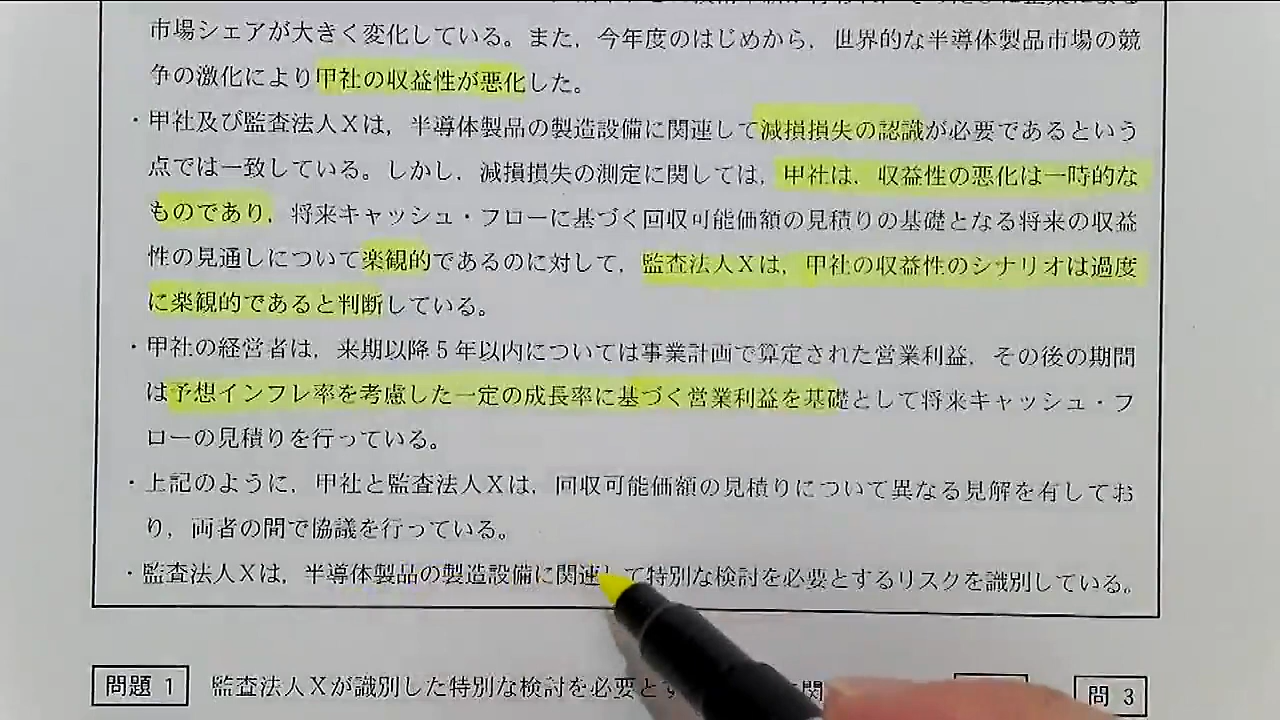 市場シェアが大きく変化している。また，今年度のはじめから，世界的な半導体製品市場の競
争の激化により甲社の収益性が悪化した。
・甲社及び監査法人Ｘは，半導体製品の製造設備に関連して減損損失の認識が必要であるという
点では一致している。しかし，減損損失の測定に関しては，甲社は，収益性の悪化は一時的な
ものであり，将来キャッシュ・フローに基づく回収可能価額の見積りの基礎となる将来の収益
性の見通しについて楽観的であるのに対して，監査法人Ｘは，甲社の収益性のシナリオは過度
に楽観的であると判断している。
・甲社の経営者は，来期以降５年以内については事業計画で算定された営業利益，その後の期間
は予想インフレ率を考慮した一定の成長率に基づく営業利益を基礎として将来キャッシュ・フ
ローの見積りを行っている。
・上記のように，甲社と監査法人Ｘは，回収可能価額の見積りについて異なる見解を有してお
り，両者の間で協議を行っている。
・監査法人Ｘは，半導体製品の製造設備に関連して特別な検討を必要とするリスクを識別している。
問題 1 監査法人Ｘが識別した特別な検討を必要とす 関 問 3